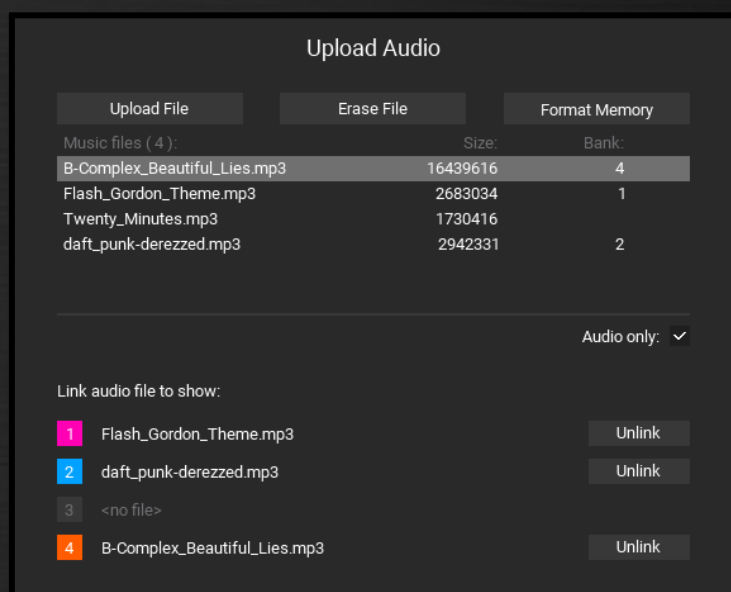 Upload Audio
Upload File Erase File Format Memory
Music files ( 4 ): Size: Bank:
B-Complex_Beautiful_Lies.mp3 16439616 4
Flash_Gordon_Theme.mp3 2683034 1
Twenty_Minutes.mp3 1730416
daft_punk-derezzed.mp3 2942331 2
Audio only:
Link audio file to show:
1 Flash_Gordon_Theme.mp3 Unlink
2 daft_punk-derezzed.mp3 Unlink
3 <no file>
4 B-Complex_Beautiful_Lies.mp3 Unlink